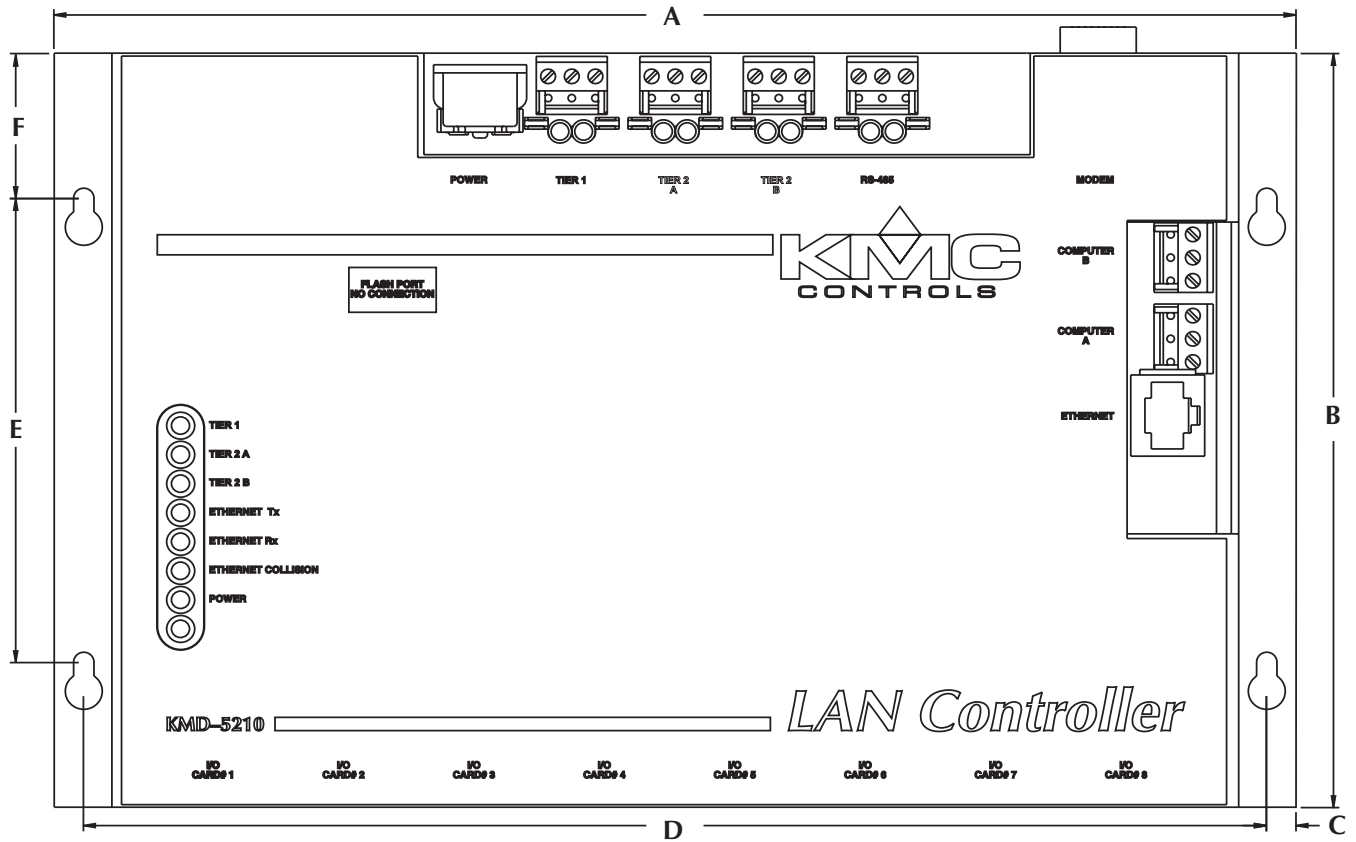 A
F
POWER
TIER 1
TIER 2
A
TIER 2
B
RS-485
MODEM
KMC
CONTROLS
COMPUTER
B
FLASH PORT
NO CONNECTION
COMPUTER
A
ETHERNET
B
E
TIER 1
TIER 2 A
TIER 2 B
ETHERNET Tx
ETHERNET Rx
ETHERNET COLLISION
POWER
KMD–5210
LAN Controller
I/O
CARD# 1
I/O
CARD# 2
I/O
CARD# 3
I/O
CARD# 4
I/O
CARD# 5
I/O
CARD# 6
I/O
CARD# 7
I/O
CARD# 8
D
C